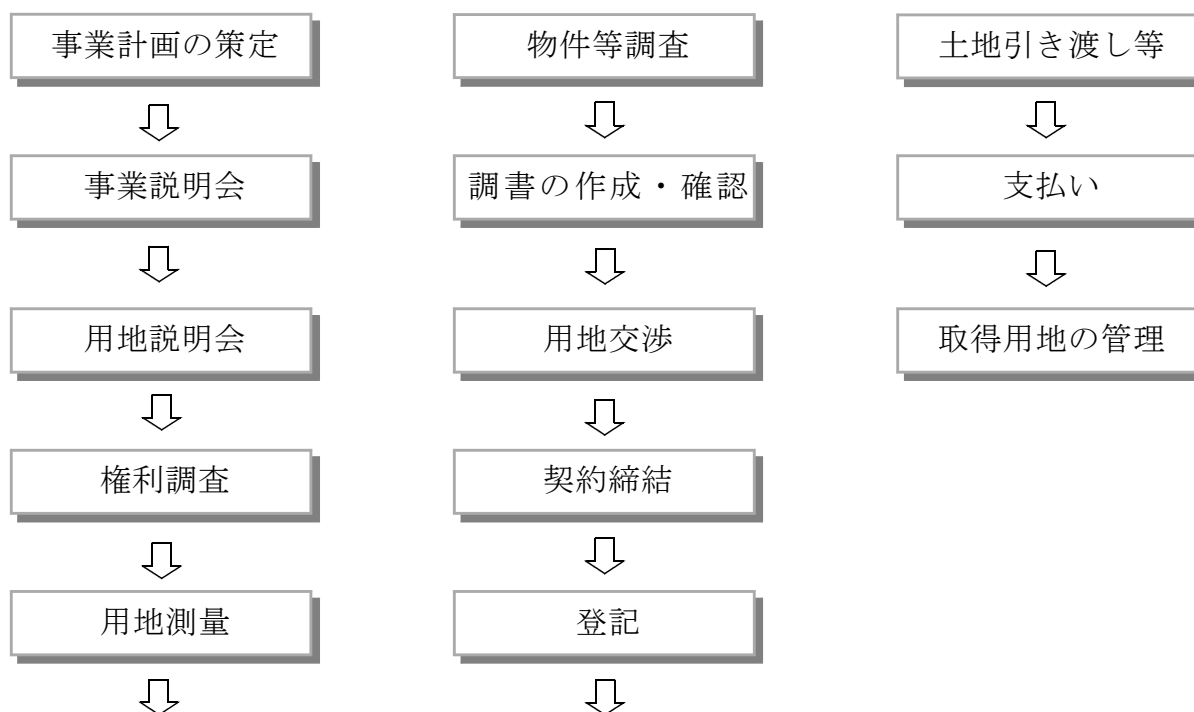 事業計画の策定
事業説明会
用地説明会
権利調査
用地測量
物件等調査
調書の作成・確認
用地交渉
契約締結
登記
土地引き渡し等
支払い
取得用地の管理